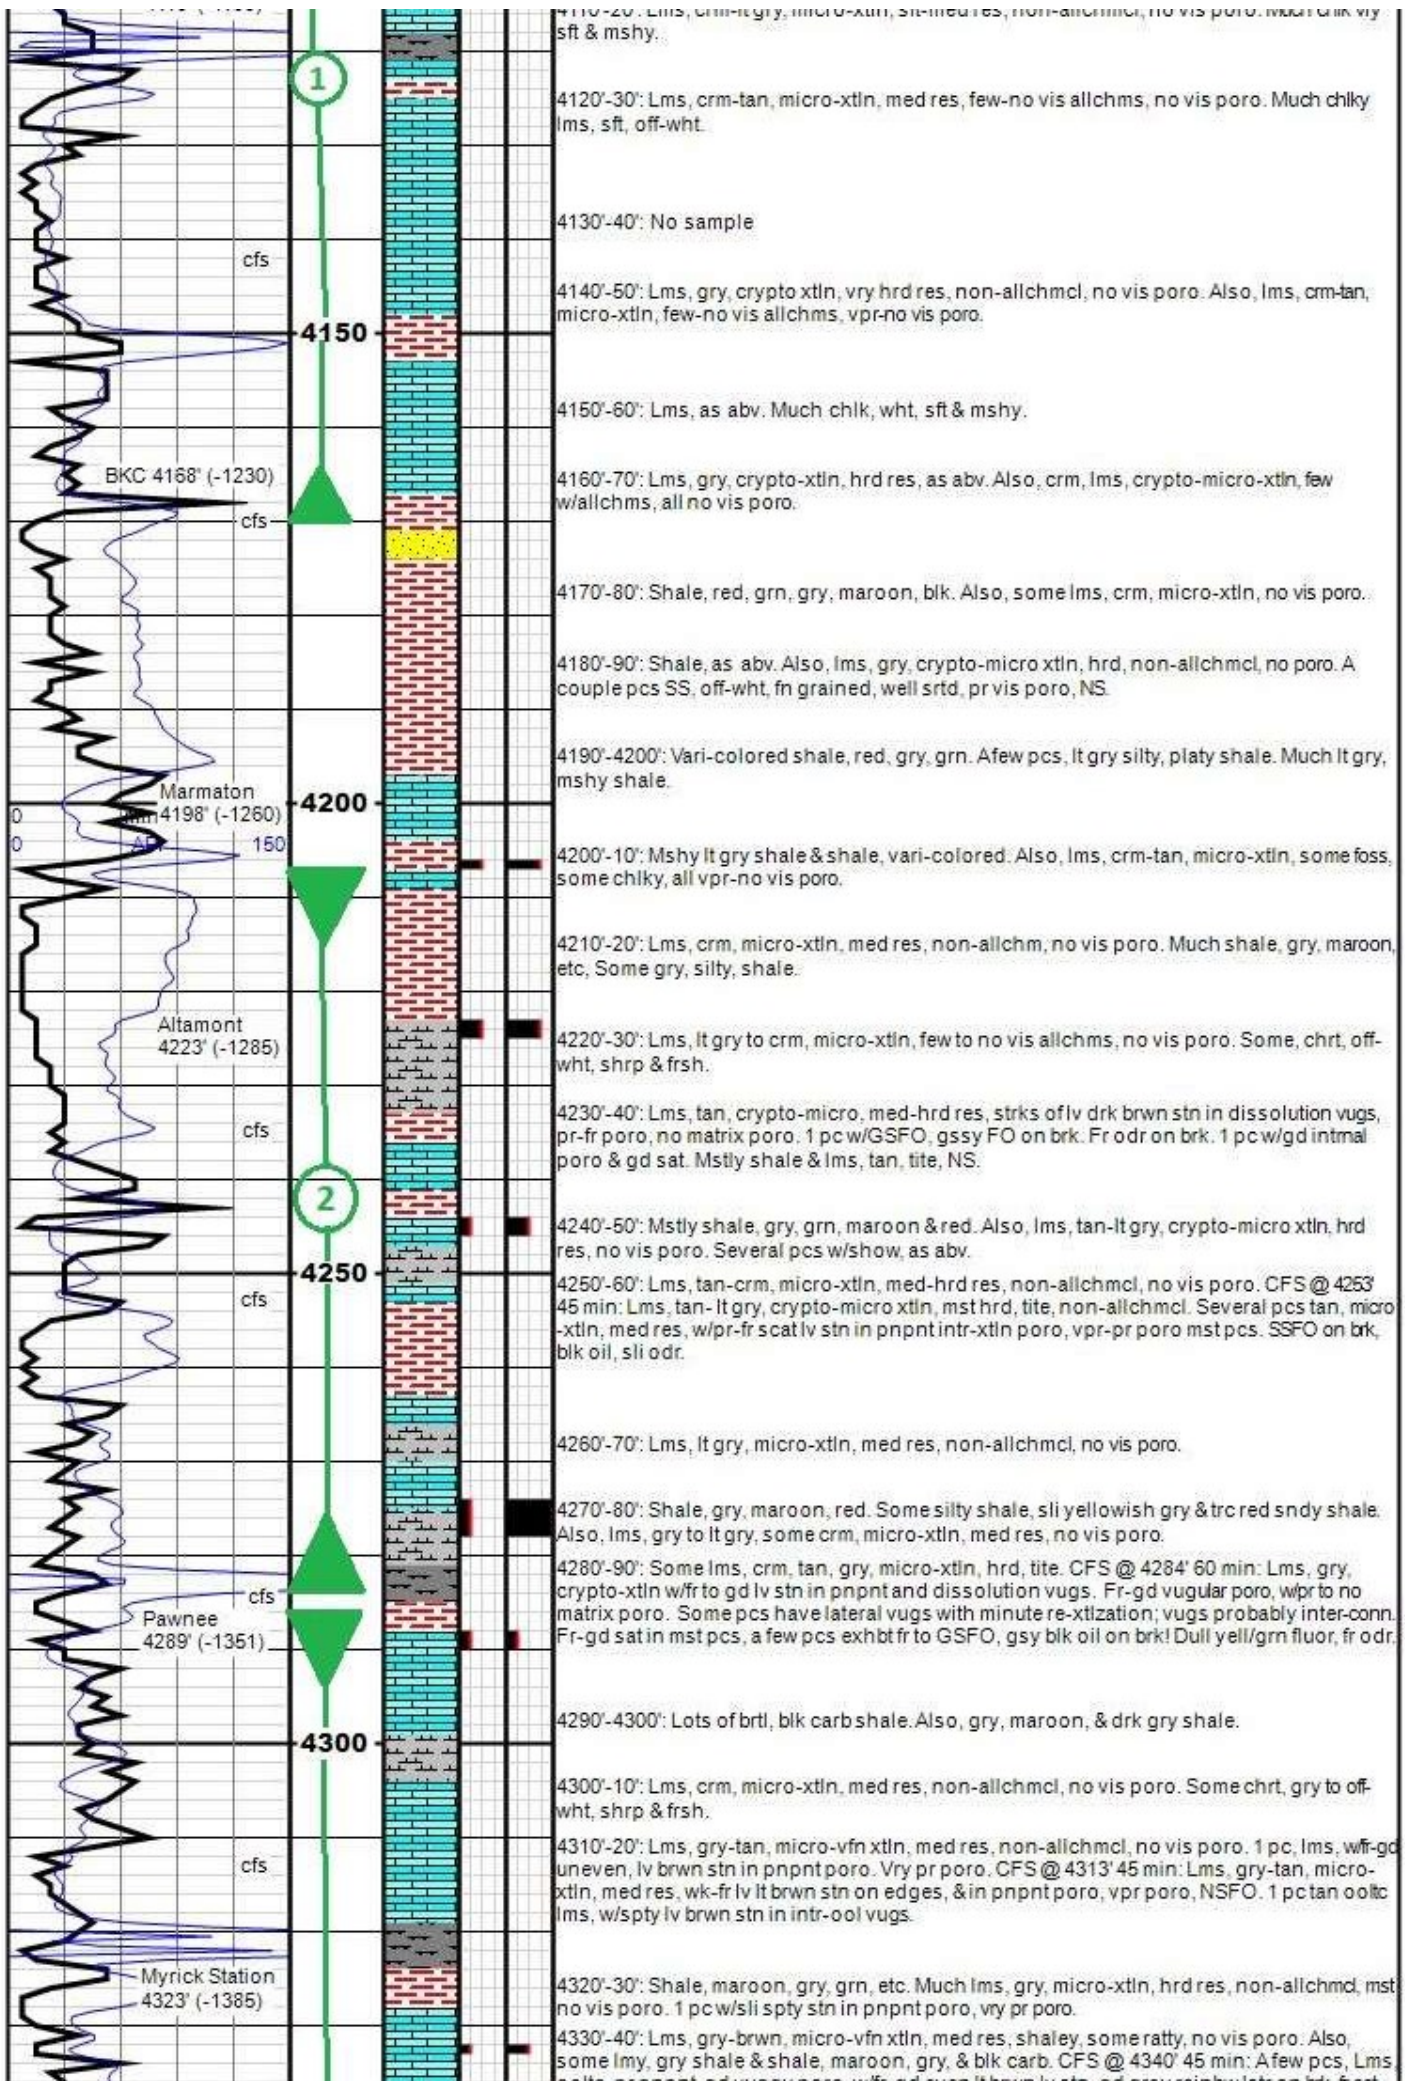 sft & mshy.
1
4120'-30': Lms, crm-tan, micro-xtln, med res, few-no vis allchms, no vis poro. Much chlky
lms, sft, off-wht.
4130'-40': No sample
cfs
4140'-50': Lms, gry, crypto xtln, vry hrd res, non-allchmcl, no vis poro. Also, lms, crm-tan,
micro-xtln, few-no vis allchms, vpr-no vis poro.
4150
4150'-60': Lms, as abv. Much chlk, wht, sft & mshy.
BKC 4168' (-1230)
4160'-70': Lms, gry, crypto-xtln, hrd res, as abv. Also, crm, lms, crypto-micro-xtln, few
w/allchms, all no vis poro.
cfs
4170'-80': Shale, red, grn, gry, maroon, blk. Also, some lms, crm, micro-xtln, no vis poro.
4180'-90': Shale, as abv. Also, lms, gry, crypto-micro xtln, hrd, non-allchmcl, no poro. A
couple pcs SS, off-wht, fn grained, well srtd, pr vis poro, NS.
4190'-4200': Vari-colored shale, red, gry, grn. Afew pcs, lt gry silty, platy shale. Much lt gry,
mshy shale.
Marmaton
4198' (-1260)
4200
0
0
150
4200'-10': Mshy lt gry shale & shale, vari-colored. Also, lms, crm-tan, micro-xtln, some foss,
some chlky, all vpr-no vis poro.
4210'-20': Lms, crm, micro-xtln, med res, non-allchm, no vis poro. Much shale, gry, maroon,
etc, Some gry, silty, shale.
Altamont
4223' (-1285)
4220'-30': Lms, lt gry to crm, micro-xtln, few to no vis allchms, no vis poro. Some, chrt, off-
wht, shrp & frsh.
cfs
4230'-40': Lms, tan, crypto-micro, med-hrd res, strks of lv drk brwn stn in dissolution vugs,
pr-fr poro, no matrix poro. 1 pc w/GSFO, gssy FO on brk. Fr odr on brk. 1 pc w/gd intrnal
poro & gd sat. Mstly shale & lms, tan, tite, NS.
2
4240'-50': Mstly shale, gry, grn, maroon & red. Also, lms, tan-lt gry, crypto-micro xtln, hrd
res, no vis poro. Several pcs w/show, as abv.
4250
cfs
4250'-60': Lms, tan-crm, micro-xtln, med-hrd res, non-allchmcl, no vis poro. CFS @ 4253'
45 min: Lms, tan- lt gry, crypto-micro xtln, mst hrd, tite, non-allchmcl. Several pcs tan, micro
-xtln, med res, w/pr-fr scat lv stn in pnpnt intr-xtln poro, vpr-pr poro mst pcs. SSFO on brk,
blk oil, sli odr.
4260'-70': Lms, lt gry, micro-xtln, med res, non-allchmcl, no vis poro.
4270'-80': Shale, gry, maroon, red. Some silty shale, sli yellowish gry & trc red sndy shale.
Also, lms, gry to lt gry, some crm, micro-xtln, med res, no vis poro.
cfs
4280'-90': Some lms, crm, tan, gry, micro-xtln, hrd, tite. CFS @ 4284' 60 min: Lms, gry,
crypto-xtln w/fr to gd lv stn in pnpnt and dissolution vugs. Fr-gd vugular poro, w/pr to no
matrix poro. Some pcs have lateral vugs with minute re-xtlzation; vugs probably inter-conn.
Fr-gd sat in mst pcs, a few pcs exhbt fr to GSFO, gsy blk oil on brk! Dull yell/grn fluor, fr odr.
Pawnee
4289' (-1351)
4290'-4300': Lots of brtl, blk carb shale. Also, gry, maroon, & drk gry shale.
4300
4300'-10': Lms, crm, micro-xtln, med res, non-allchmcl, no vis poro. Some chrt, gry to off-
wht, shrp & frsh.
cfs
4310'-20': Lms, gry-tan, micro-vfn xtln, med res, non-allchmcl, no vis poro. 1 pc, lms, w/fr-gd
uneven, lv brwn stn in pnpnt poro. Vry pr poro. CFS @ 4313' 45 min: Lms, gry-tan, micro-
xtln, med res, wk-fr lv lt brwn stn on edges, & in pnpnt poro, vpr poro, NSFO. 1 pc tan ooltc
lms, w/spty lv brwn stn in intr-ool vugs.
Myrick Station
4323' (-1385)
4320'-30': Shale, maroon, gry, grn, etc. Much lms, gry, micro-xtln, hrd res, non-allchmcl, mst
no vis poro. 1 pc w/sli spty stn in pnpnt poro, vry pr poro.
4330'-40': Lms, gry-brwn, micro-vfn xtln, med res, shaley, some ratty, no vis poro. Also,
some lmy, gry shale & shale, maroon, gry, & blk carb. CFS @ 4340' 45 min: Afew pcs, Lms,